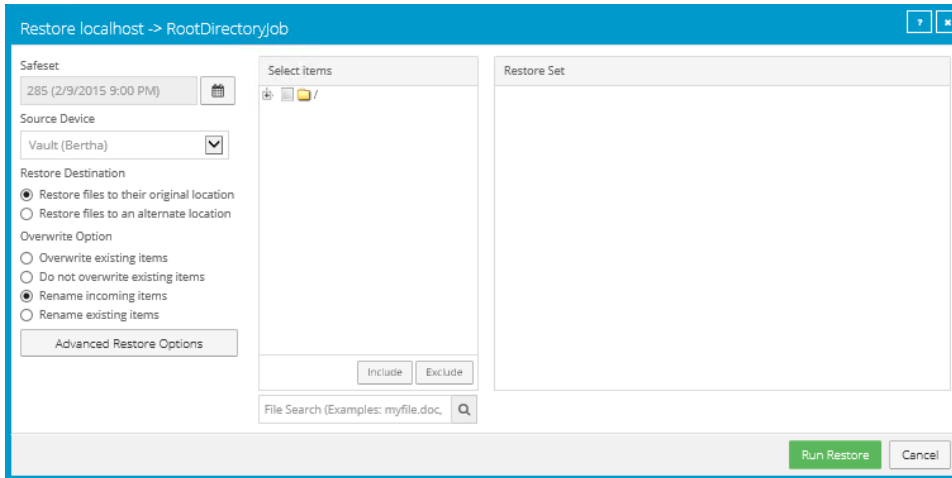 Restore localhost -> RootDirectoryJob
?
x
Safeset
285 (2/9/2015 9:00 PM)
Source Device
Vault (Bertha)
Restore Destination
Restore files to their original location
Restore files to an alternate location
Overwrite Option
Overwrite existing items
Do not overwrite existing items
Rename incoming items
Rename existing items
Advanced Restore Options
Select items
/
Include
Exclude
File Search (Examples: myfile.doc,
Restore Set
Run Restore
Cancel